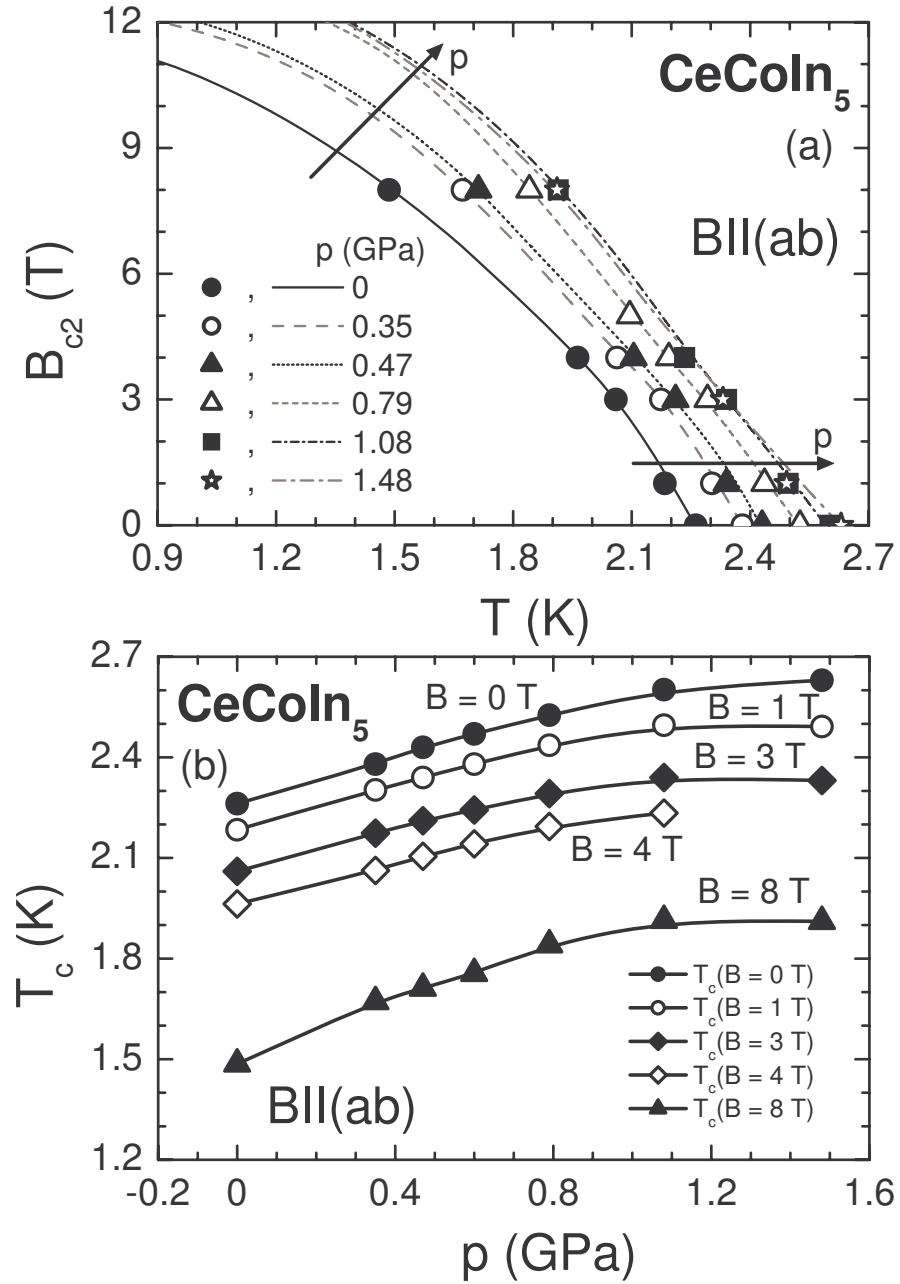 12
9
6
3
0
B_c2 (T)
CeCoIn_5
(a)
BII(ab)
p
p
p (GPa)
, 0
, 0.35
, 0.47
, 0.79
, 1.08
, 1.48
0.9 1.2 1.5 1.8 2.1 2.4 2.7
T (K)
2.7
2.4
2.1
1.8
1.5
1.2
T_c (K)
CeCoIn_5
(b)
B = 0 T
B = 1 T
B = 3 T
B = 4 T
B = 8 T
T_c(B = 0 T)
T_c(B = 1 T)
T_c(B = 3 T)
T_c(B = 4 T)
T_c(B = 8 T)
BII(ab)
-0.2 0 0.4 0.8 1.2 1.6
p (GPa)